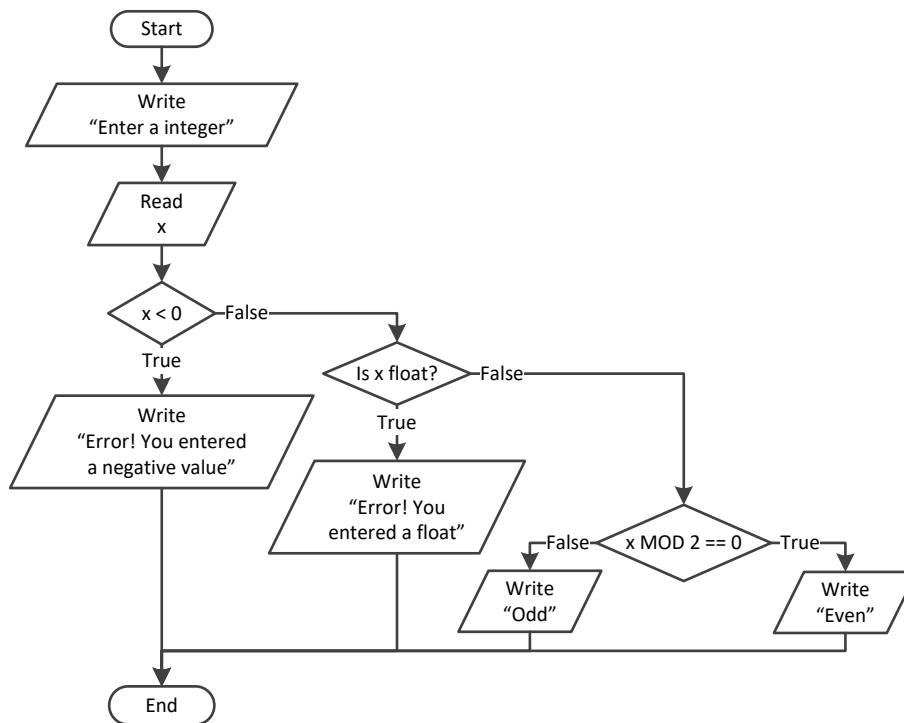 Start
Write
“Enter a integer”
Read
x
x < 0
False
True
Is x float?
False
True
Write
“Error! You entered
a negative value”
Write
“Error! You
entered a float”
x MOD 2 == 0
False
True
Write
“Odd”
Write
“Even”
End